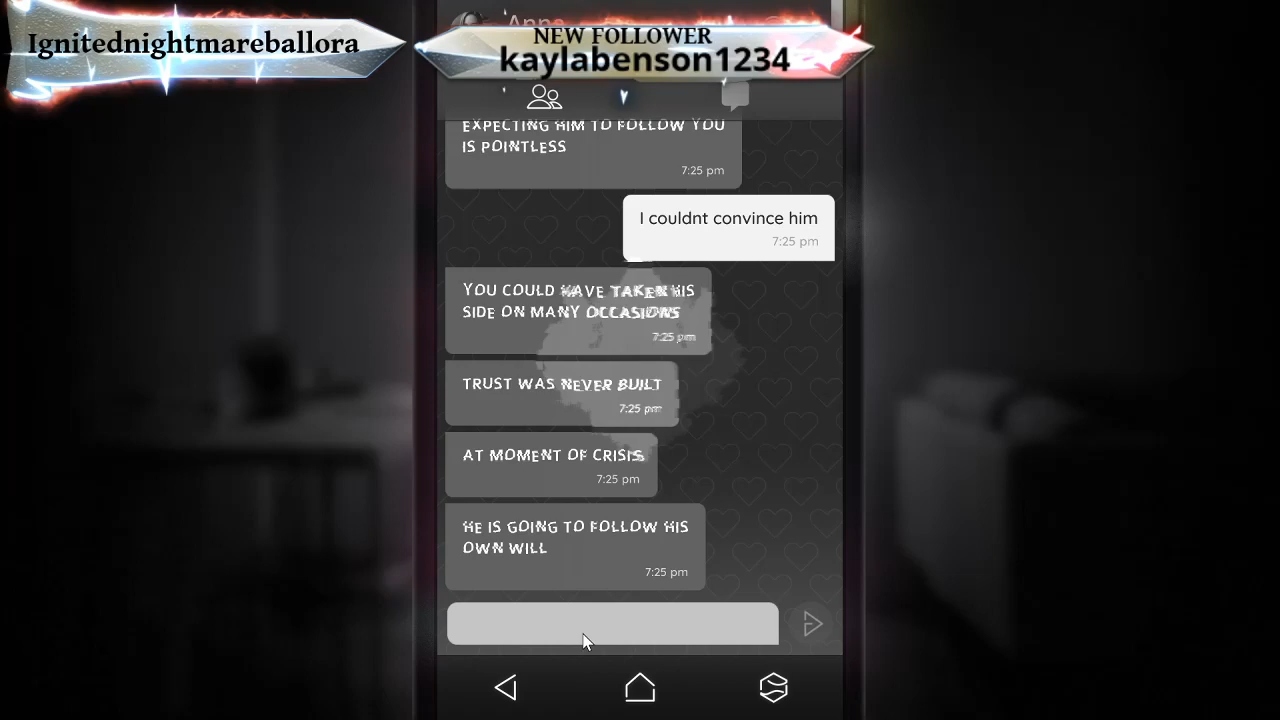 Ignitednightmareballora
NEW FOLLOWER
kaylabenson1234
EXPECTING HIM TO FOLLOW YOU
IS POINTLESS
7:25 pm
I couldnt convince him
7:25 pm
YOU COULD HAVE TAKEN HIS
SIDE ON MANY OCCASIONS
7:25 pm
TRUST WAS NEVER BUILT
7:25 pm
AT MOMENT OF CRISIS
7:25 pm
HE IS GOING TO FOLLOW HIS
OWN WILL
7:25 pm